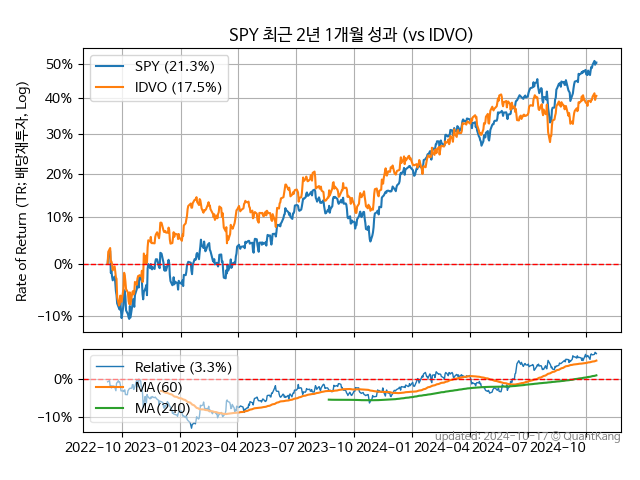 SPY 최근 2년 1개월 성과 (vs IDVO)
SPY (21.3%)
IDVO (17.5%)
50%
40%
30%
20%
10%
0%
−10%
Rate of Return (TR; 배당재투자, Log)
Relative (3.3%)
MA(60)
MA(240)
0%
−10%
2022-10 2023-01 2023-04 2023-07 2023-10 2024-01 2024-04 2024-07 2024-10
updated: 2024-10-17 © QuantKang